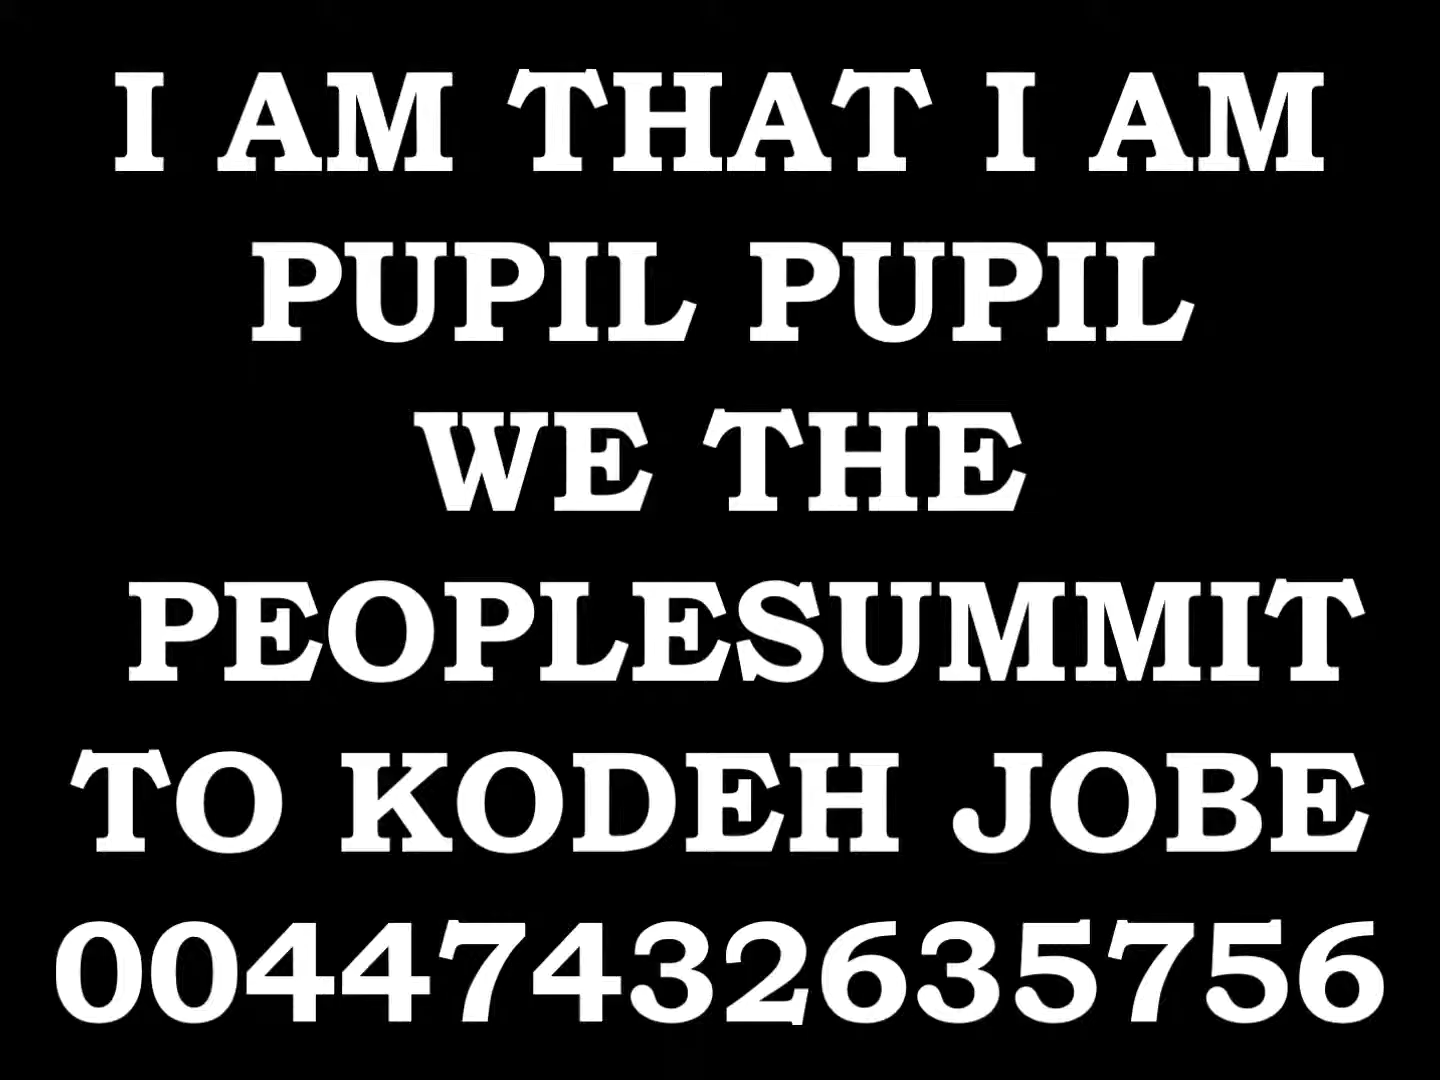 I AM THAT I AM
PUPIL PUPIL
WE THE
PEOPLESUMMIT
TO KODEH JOBE
00447432635756